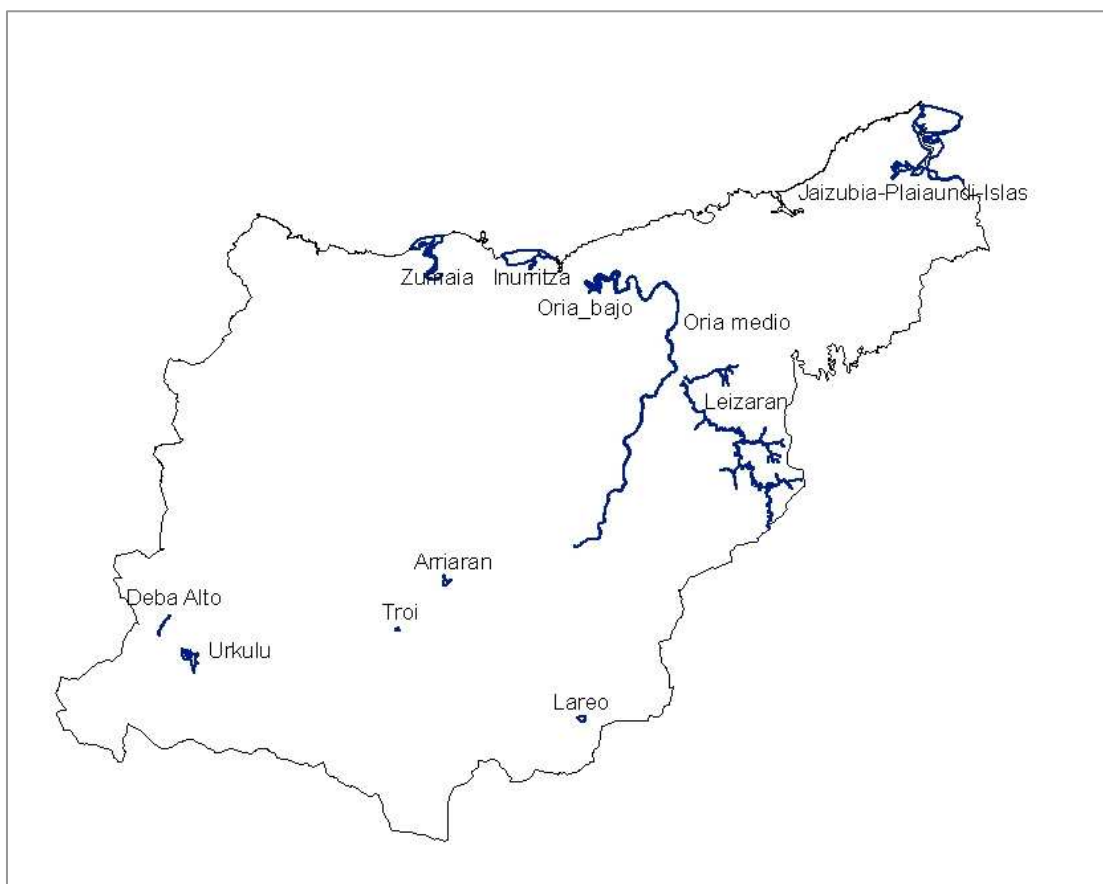 Jaizubia-Plaiaundi-Islas
Zumaia
Inurritza
Oria_bajo
Oria medio
Leizaran
Arriaran
Deba Alto
Troi
Urkulu
Lareo